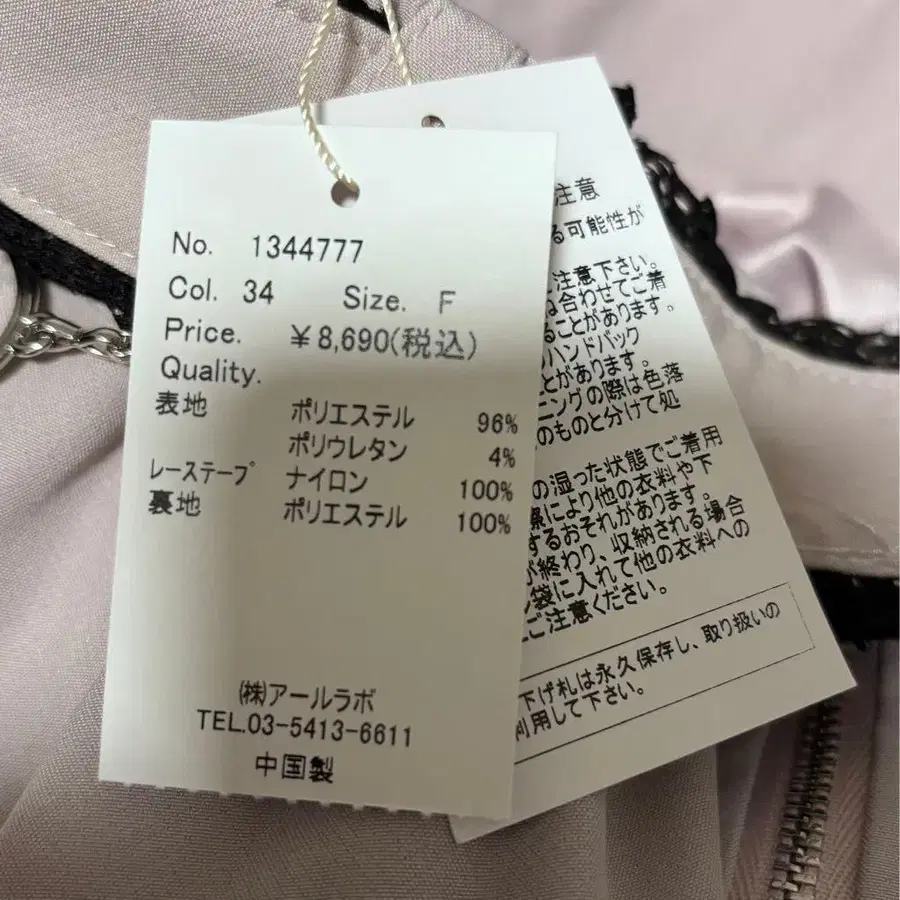 No. 1344777
Col. 34 Size. F
Price. ￥8,690(税込)
Quality.
表地 ポリエステル 96%
ポリウレタン 4%
レーステープ ナイロン 100%
裏地 ポリエステル 100%
(株)アールラボ
TEL.03-5413-6611
中国製
注意
る可能性が
ご注意下さい。
ね合わせてご着
ることがあります。
ハンドバック
とがあります。
ニングの際は色落
のものと分けて処
の湿った状態でご着用
擦により他の衣料や下
するおそれがあります。
が終わり、収納される場合
袋に入れて他の衣料への
ご注意ください。
下げ札は永久保存し、取り扱いの
利用して下さい。